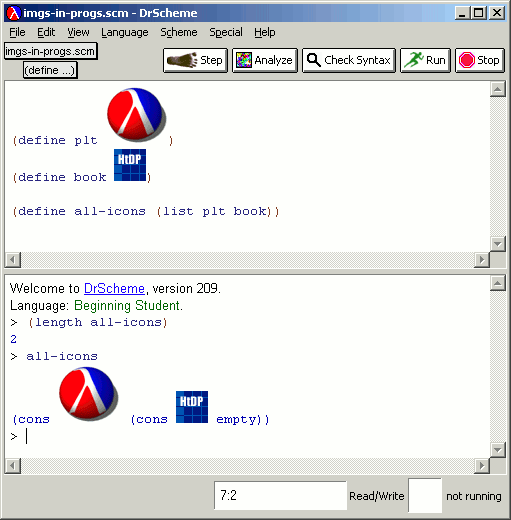 imgs-in-progs.scm - DrScheme
File Edit View Language Scheme Special Help
imgs-in-progs.scm
(define ...)
Step Analyze Check Syntax Run Stop
(define plt )
HtDP
(define book )
(define all-icons (list plt book))
Welcome to DrScheme, version 209.
Language: Beginning Student.
> (length all-icons)
2
> all-icons
HtDP
(cons (cons empty))
>
7:2 Read/Write not running